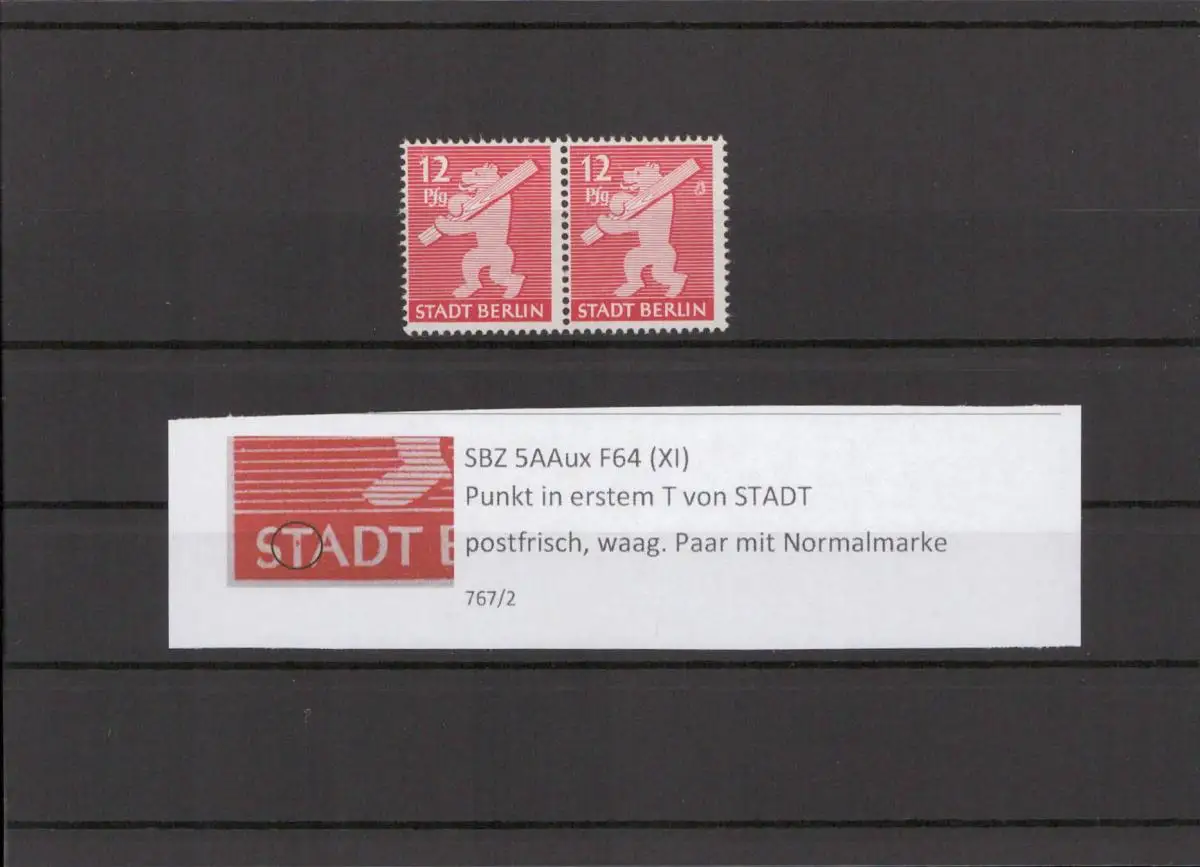 12
Pfg
STADT BERLIN
12
Pfg
STADT BERLIN
SBZ 5AAux F64 (XI)
Punkt in erstem T von STADT
STADT
postfrisch, waag. Paar mit Normalmarke
767/2